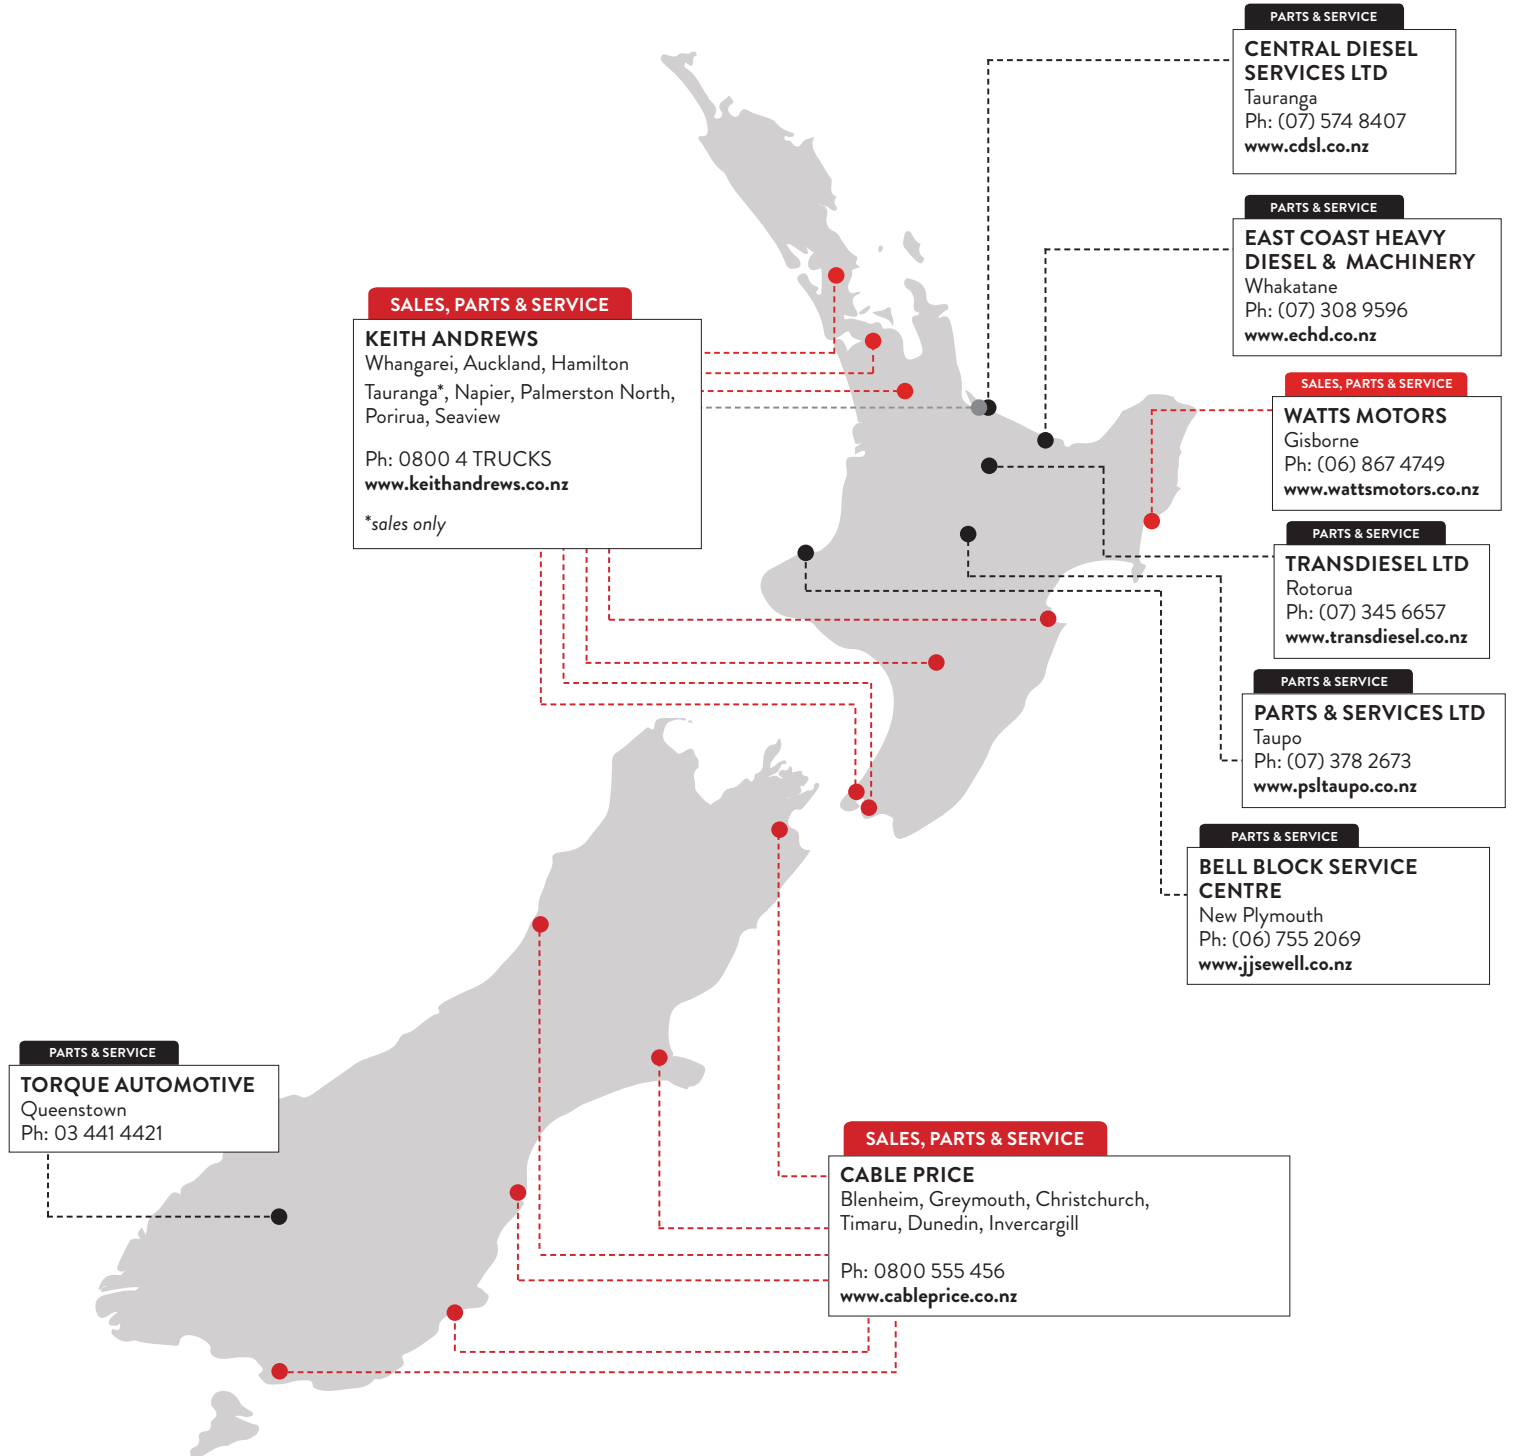 PARTS & SERVICE
CENTRAL DIESEL
SERVICES LTD
Tauranga
Ph: (07) 574 8407
www.cdsl.co.nz
PARTS & SERVICE
EAST COAST HEAVY
DIESEL & MACHINERY
Whakatane
Ph: (07) 308 9596
www.echd.co.nz
SALES, PARTS & SERVICE
KEITH ANDREWS
Whangarei, Auckland, Hamilton
Tauranga*, Napier, Palmerston North,
Porirua, Seaview
Ph: 0800 4 TRUCKS
www.keithandrews.co.nz
*sales only
SALES, PARTS & SERVICE
WATTS MOTORS
Gisborne
Ph: (06) 867 4749
www.wattsmotors.co.nz
PARTS & SERVICE
TRANSDIESEL LTD
Rotorua
Ph: (07) 345 6657
www.transdiesel.co.nz
PARTS & SERVICE
PARTS & SERVICES LTD
Taupo
Ph: (07) 378 2673
www.psltaupo.co.nz
PARTS & SERVICE
BELL BLOCK SERVICE
CENTRE
New Plymouth
Ph: (06) 755 2069
www.jjsewell.co.nz
PARTS & SERVICE
TORQUE AUTOMOTIVE
Queenstown
Ph: 03 441 4421
SALES, PARTS & SERVICE
CABLE PRICE
Blenheim, Greymouth, Christchurch,
Timaru, Dunedin, Invercargill
Ph: 0800 555 456
www.cableprice.co.nz